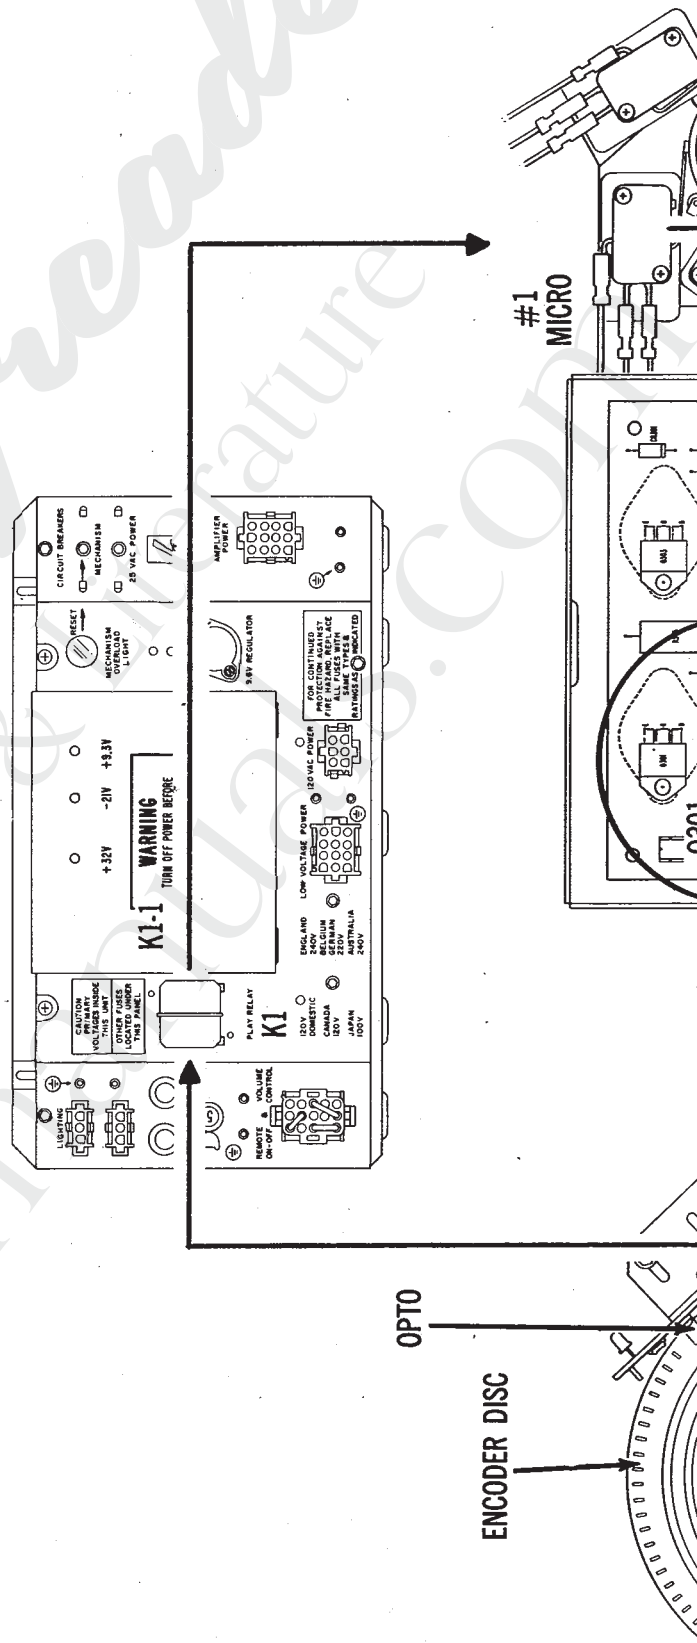 #1
MICRO
CIRCUIT BREAKERS
MECHANISM
25 VAC POWER
AMPLIFIER
POWER
RESET
MECHANISM
OVERLOAD
LIGHT
9.6V REGULATOR
FOR CONTINUED
PROTECTION AGAINST
FIRE HAZARD, REPLACE
ALL FUSES WITH
SAME TYPES &
RATINGS AS INDICATED
+9.3V
-21V
+32V
WARNING
TURN OFF POWER BEFORE
K1-1
120 VAC POWER
LOW VOLTAGE POWER
ENGLAND
240V
BELGIUM
GERMAN
220V
AUSTRALIA
240V
CAUTION
PRIMARY
VOLTAGES INSIDE
THIS UNIT
OTHER FUSES
LOCATED UNDER
THIS PANEL
PLAY RELAY
K1
120V
DOMESTIC
CANADA
120V
JAPAN
100V
LIGHTING
REMOTE & VOLUME
ON-OFF CONTROL
OPTO
ENCODER DISC
Arcade
& Literature
Manuals.com